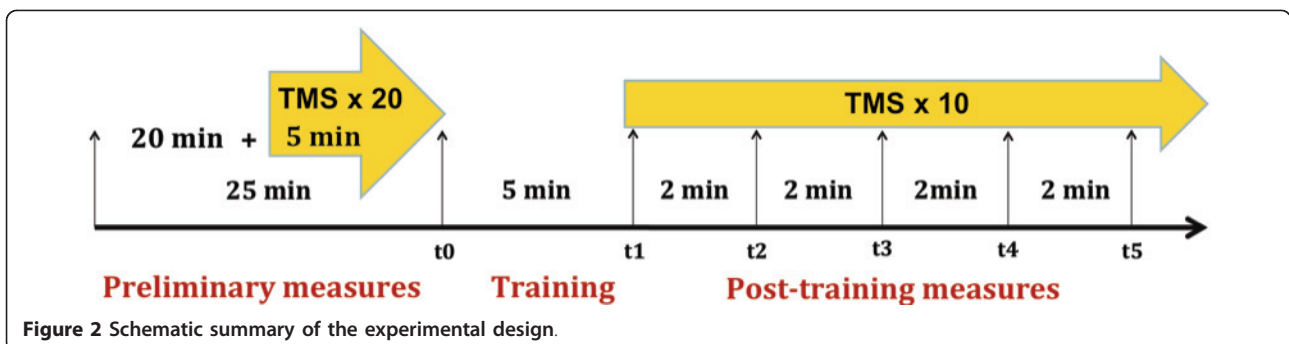 TMS x 20
TMS x 10
20 min + 5 min
25 min
5 min
2 min
2 min
2min
2 min
t0
t1
t2
t3
t4
t5
Preliminary measures
Training
Post-training measures
Figure 2 Schematic summary of the experimental design.